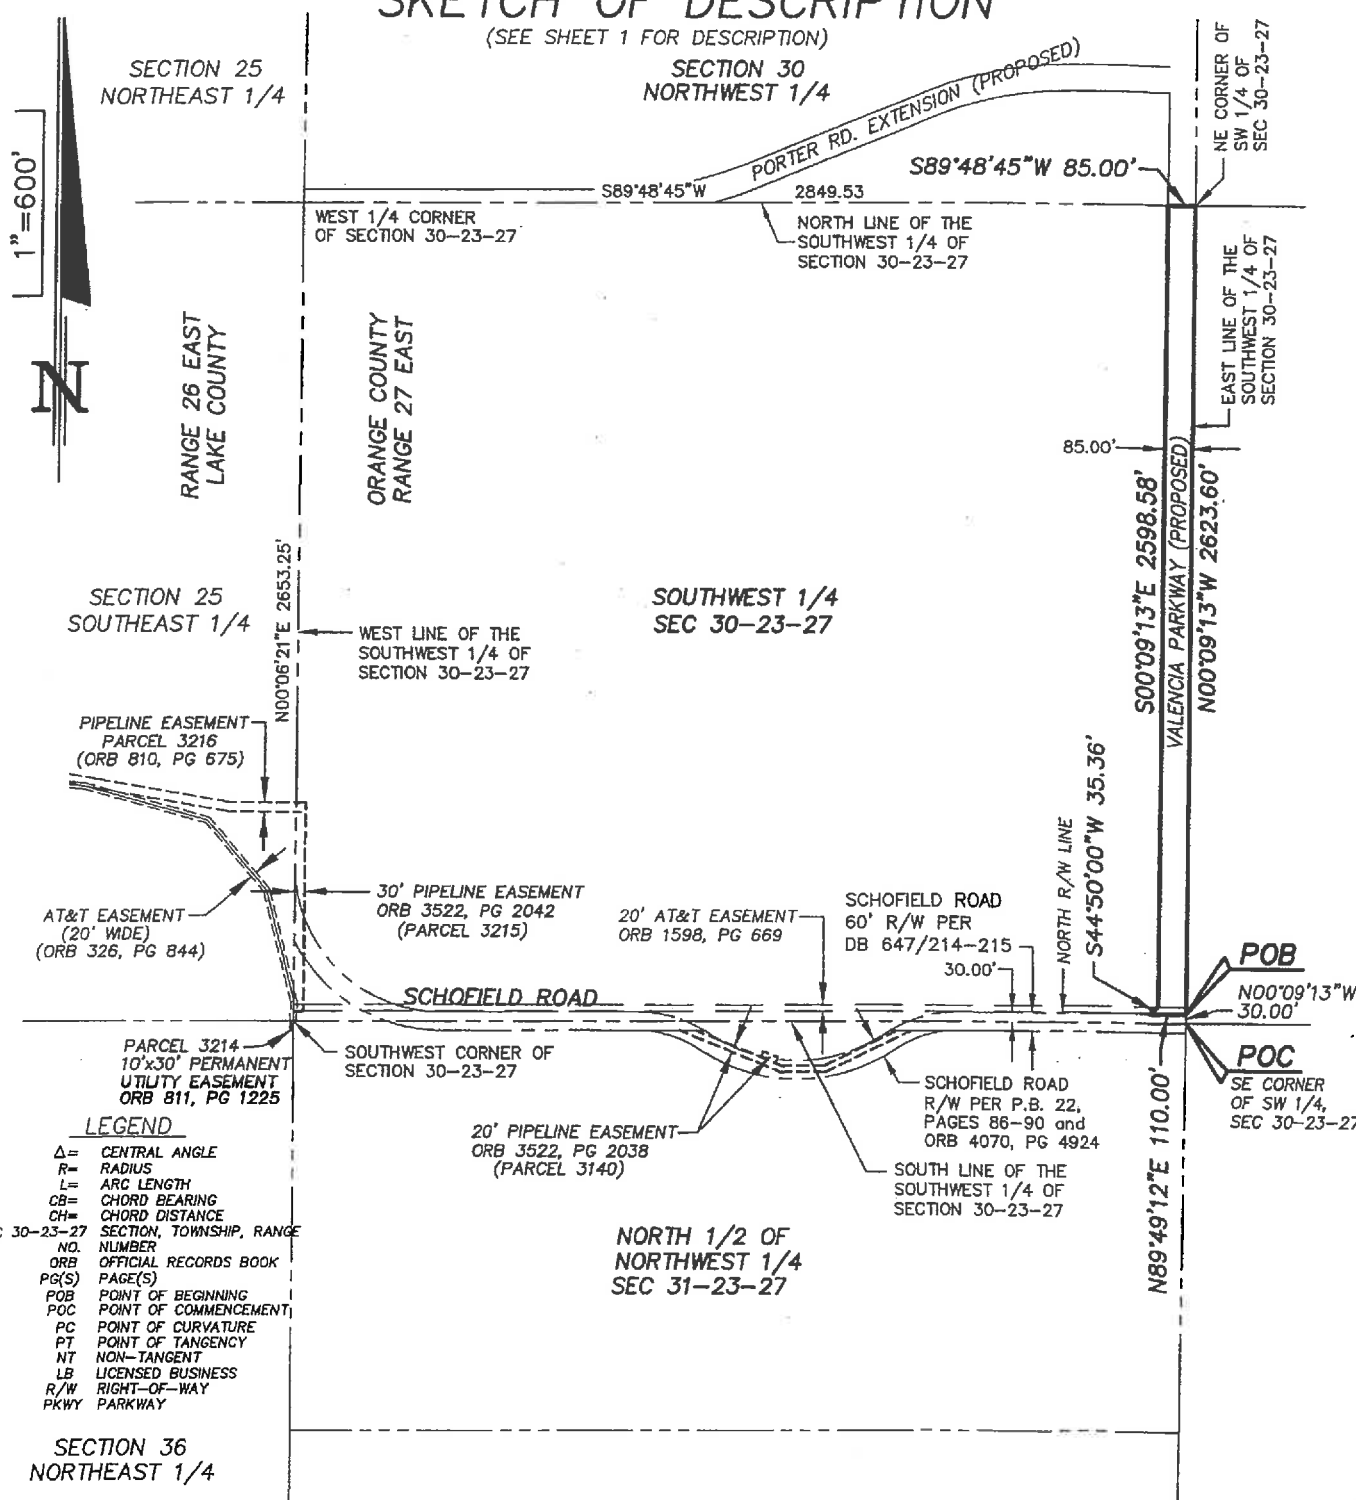 SKETCH OF DESCRIPTION
(SEE SHEET 1 FOR DESCRIPTION)
SECTION 25
NORTHEAST 1/4
SECTION 30
NORTHWEST 1/4
PORTER RD. EXTENSION (PROPOSED)
NE CORNER OF
SW 1/4 OF
SEC 30-23-27
1"=600'
N
S89°48'45"W 85.00'
S89°48'45"W
2849.53
WEST 1/4 CORNER
OF SECTION 30-23-27
NORTH LINE OF THE
SOUTHWEST 1/4 OF
SECTION 30-23-27
EAST LINE OF THE
SOUTHWEST 1/4 OF
SECTION 30-23-27
RANGE 26 EAST
LAKE COUNTY
ORANGE COUNTY
RANGE 27 EAST
85.00'
S00°09'13"E 2598.58'
VALENCIA PARKWAY (PROPOSED)
N00°09'13"W 2623.60'
N00°06'21"E 2653.25'
SECTION 25
SOUTHEAST 1/4
SOUTHWEST 1/4
SEC 30-23-27
WEST LINE OF THE
SOUTHWEST 1/4 OF
SECTION 30-23-27
PIPELINE EASEMENT
PARCEL 3216
(ORB 810, PG 675)
AT&T EASEMENT
(20' WIDE)
(ORB 326, PG 844)
30' PIPELINE EASEMENT
ORB 3522, PG 2042
(PARCEL 3215)
20' AT&T EASEMENT
ORB 1598, PG 669
SCHOFIELD ROAD
60' R/W PER
DB 647/214-215
30.00'
NORTH R/W LINE
S44°50'00"W 35.36'
POB
N00°09'13"W
30.00'
SCHOFIELD ROAD
POC
SE CORNER
OF SW 1/4,
SEC 30-23-27
PARCEL 3214
10'x30' PERMANENT
UTILITY EASEMENT
ORB 811, PG 1225
SOUTHWEST CORNER OF
SECTION 30-23-27
20' PIPELINE EASEMENT
ORB 3522, PG 2038
(PARCEL 3140)
SCHOFIELD ROAD
R/W PER P.B. 22,
PAGES 86-90 and
ORB 4070, PG 4924
SOUTH LINE OF THE
SOUTHWEST 1/4 OF
SECTION 30-23-27
N89°49'12"E 110.00'
LEGEND
Δ= CENTRAL ANGLE
R= RADIUS
L= ARC LENGTH
CB= CHORD BEARING
CH= CHORD DISTANCE
30-23-27 SECTION, TOWNSHIP, RANGE
NO. NUMBER
ORB OFFICIAL RECORDS BOOK
PG(S) PAGE(S)
POB POINT OF BEGINNING
POC POINT OF COMMENCEMENT
PC POINT OF CURVATURE
PT POINT OF TANGENCY
NT NON-TANGENT
LB LICENSED BUSINESS
R/W RIGHT-OF-WAY
PKWY PARKWAY
NORTH 1/2 OF
NORTHWEST 1/4
SEC 31-23-27
SECTION 36
NORTHEAST 1/4